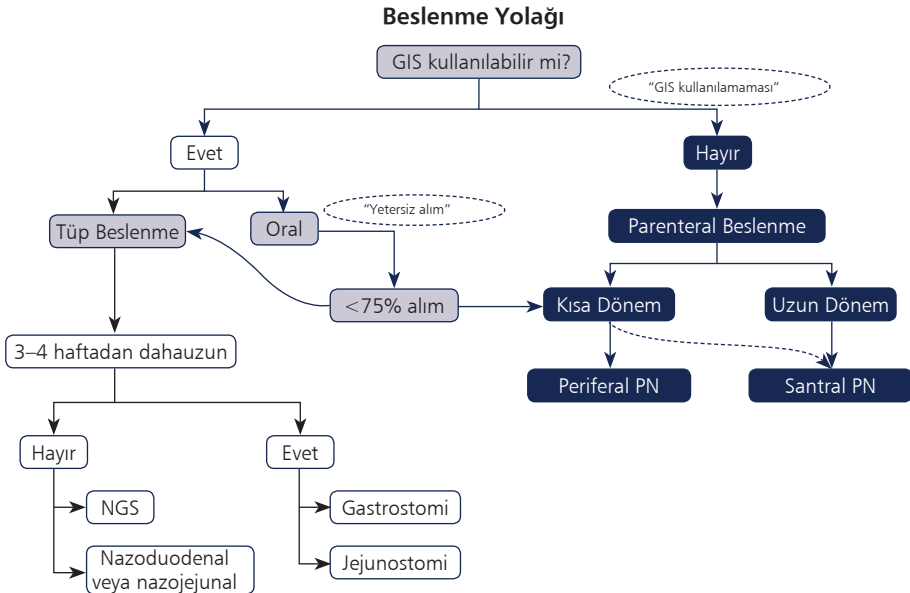 Beslenme Yolağı
GIS kullanılabilir mi?
"GIS kullanılamaması"
Evet
Hayır
Tüp Beslenme
Oral
"Yetersiz alım"
Parenteral Beslenme
<75% alım
Kısa Dönem
Uzun Dönem
3–4 haftadan dahauzun
Periferal PN
Santral PN
Hayır
Evet
NGS
Gastrostomi
Nazoduodenal
veya nazojejunal
Jejunostomi